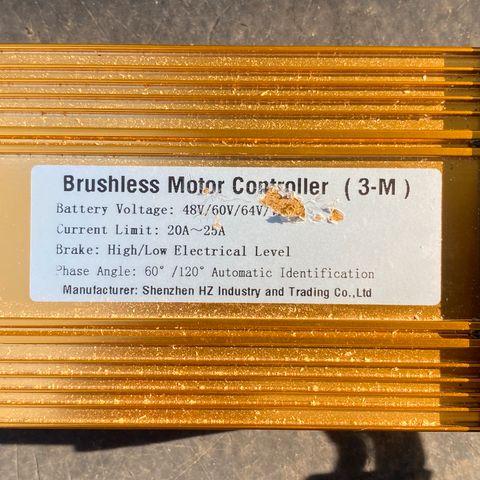 Brushless Motor Controller ( 3-M )
Battery Voltage: 48V/60V/64V/
Current Limit: 20A～25A
Brake: High/Low Electrical Level
Phase Angle: 60° /120° Automatic Identification
Manufacturer: Shenzhen HZ Industry and Trading Co.,Ltd